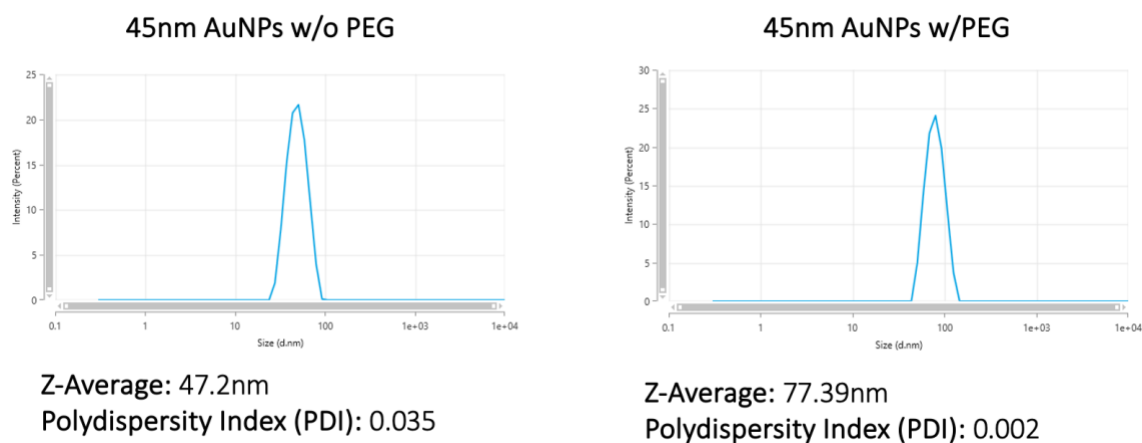 45nm AuNPs w/o PEG
25
20
15
10
5
0
Intensity (Percent)
0.1 1 10 100 1e+03 1e+04
Size (d.nm)
Z-Average: 47.2nm
Polydispersity Index (PDI): 0.035
45nm AuNPs w/PEG
30
25
20
15
10
5
0
Intensity (Percent)
0.1 1 10 100 1e+03 1e+04
Size (d.nm)
Z-Average: 77.39nm
Polydispersity Index (PDI): 0.002